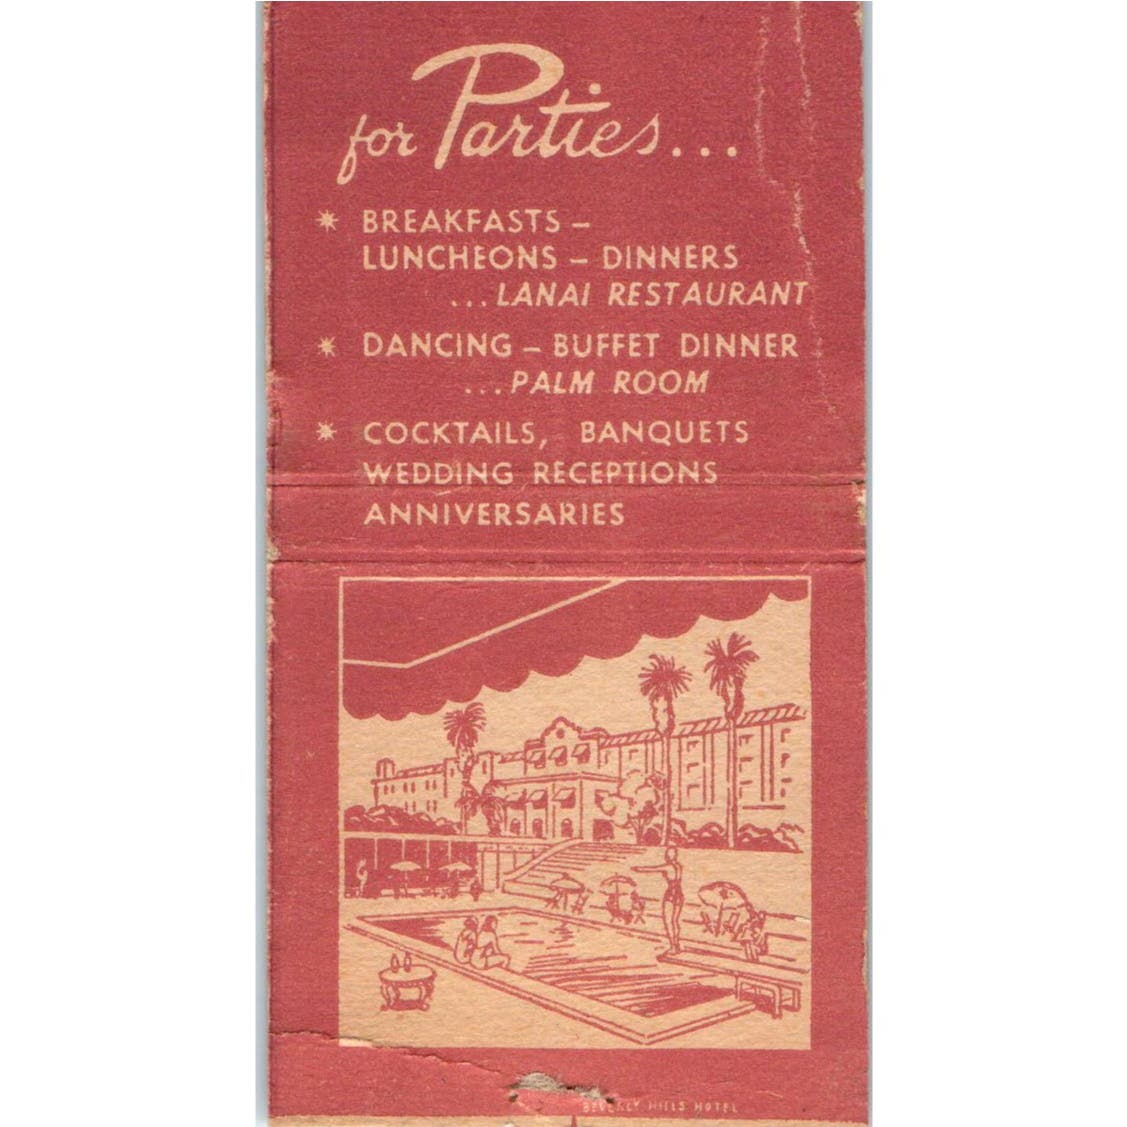 for Parties...
* BREAKFASTS –
LUNCHEONS – DINNERS
...LANAI RESTAURANT
* DANCING – BUFFET DINNER
...PALM ROOM
* COCKTAILS, BANQUETS
WEDDING RECEPTIONS
ANNIVERSARIES
BEVERLY HILLS HOTEL